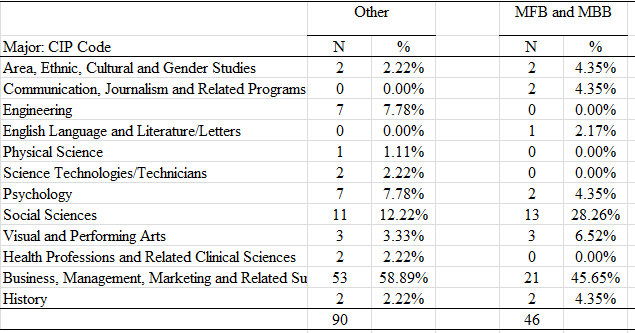 Other MFB and MBB
Major: CIP Code N % N %
Area, Ethnic, Cultural and Gender Studies 2 2.22% 2 4.35%
Communication, Journalism and Related Programs 0 0.00% 2 4.35%
Engineering 7 7.78% 0 0.00%
English Language and Literature/Letters 0 0.00% 1 2.17%
Physical Science 1 1.11% 0 0.00%
Science Technologies/Technicians 2 2.22% 0 0.00%
Psychology 7 7.78% 2 4.35%
Social Sciences 11 12.22% 13 28.26%
Visual and Performing Arts 3 3.33% 3 6.52%
Health Professions and Related Clinical Sciences 2 2.22% 0 0.00%
Business, Management, Marketing and Related Su 53 58.89% 21 45.65%
History 2 2.22% 2 4.35%
90 46